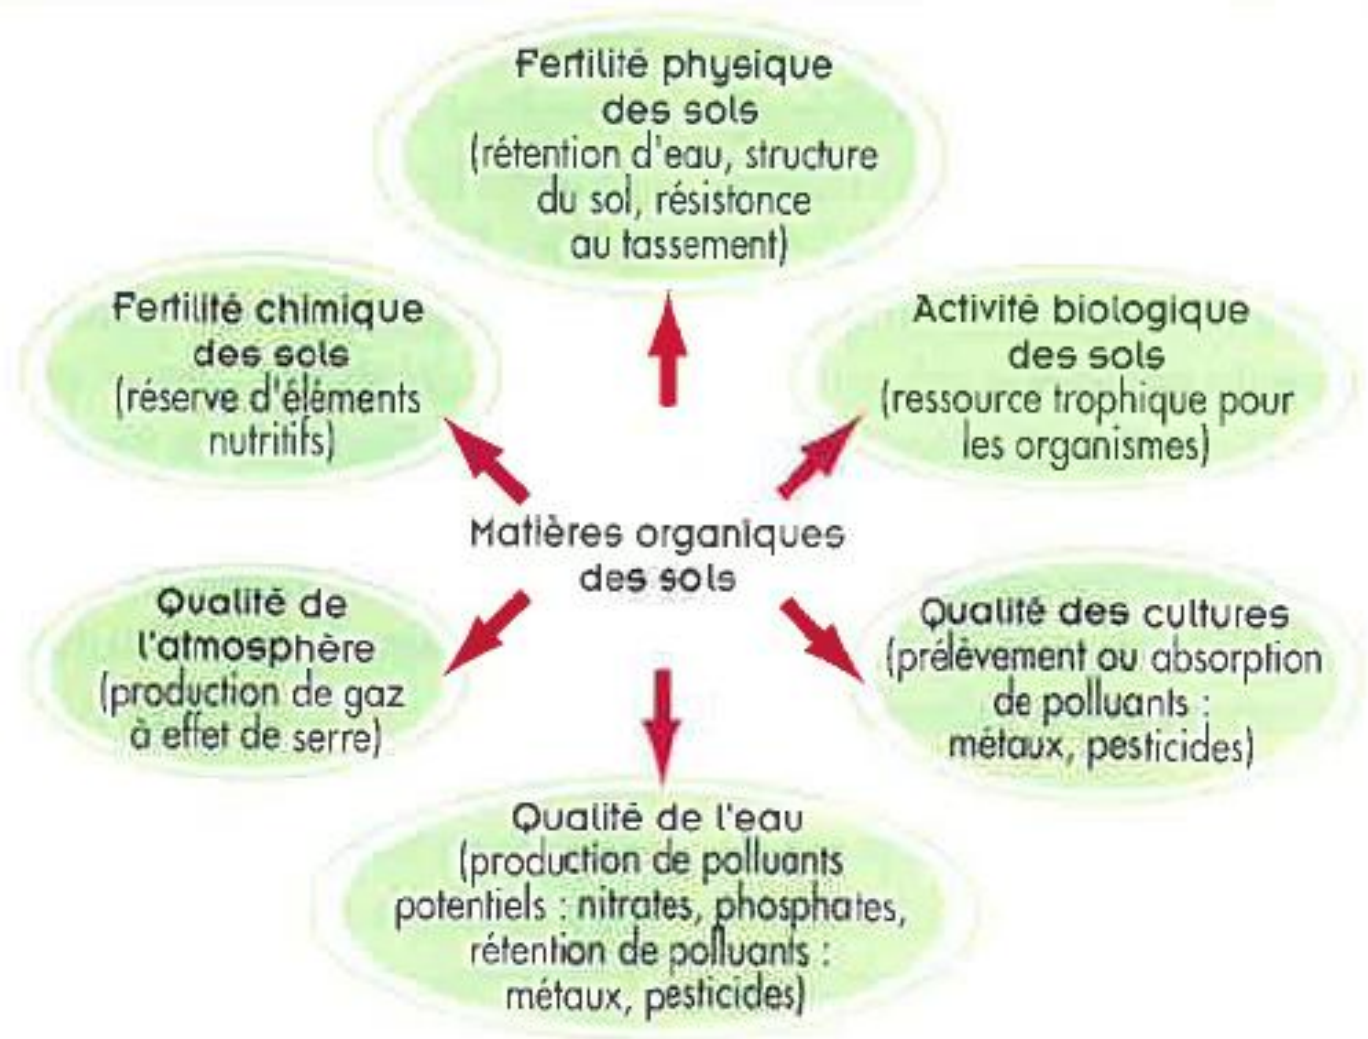 Fertilité physique
des sols
(rétention d'eau, structure
du sol, résistance
au tassement)
Fertilité chimique
des sols
(réserve d'éléments
nutritifs)
Activité biologique
des sols
(ressource trophique pour
les organismes)
Matières organiques
des sols
Qualité de
l'atmosphère
(production de gaz
à effet de serre)
Qualité des cultures
(prélèvement ou absorption
de polluants :
métaux, pesticides)
Qualité de l'eau
(production de polluants
potentiels : nitrates, phosphates,
rétention de polluants :
métaux, pesticides)